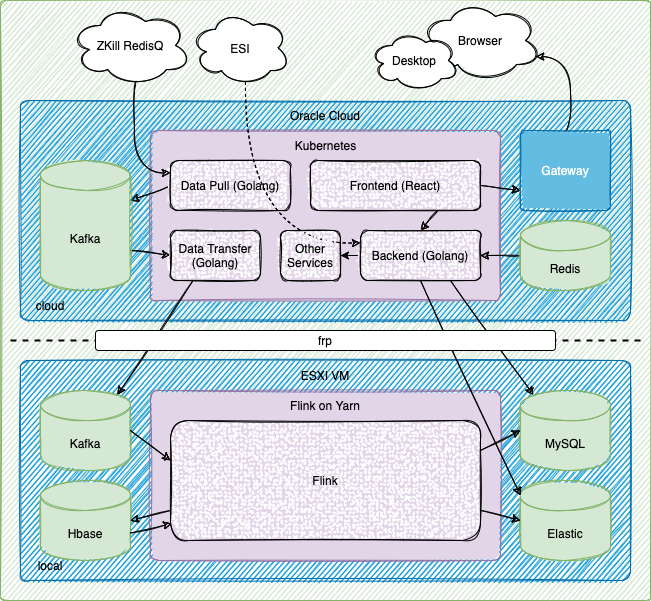 ZKill RedisQ
ESI
Browser
Desktop
Oracle Cloud
Kubernetes
Data Pull (Golang)
Frontend (React)
Gateway
Kafka
Data Transfer
(Golang)
Other
Services
Backend (Golang)
Redis
cloud
frp
ESXI VM
Flink on Yarn
Kafka
MySQL
Flink
Hbase
Elastic
local